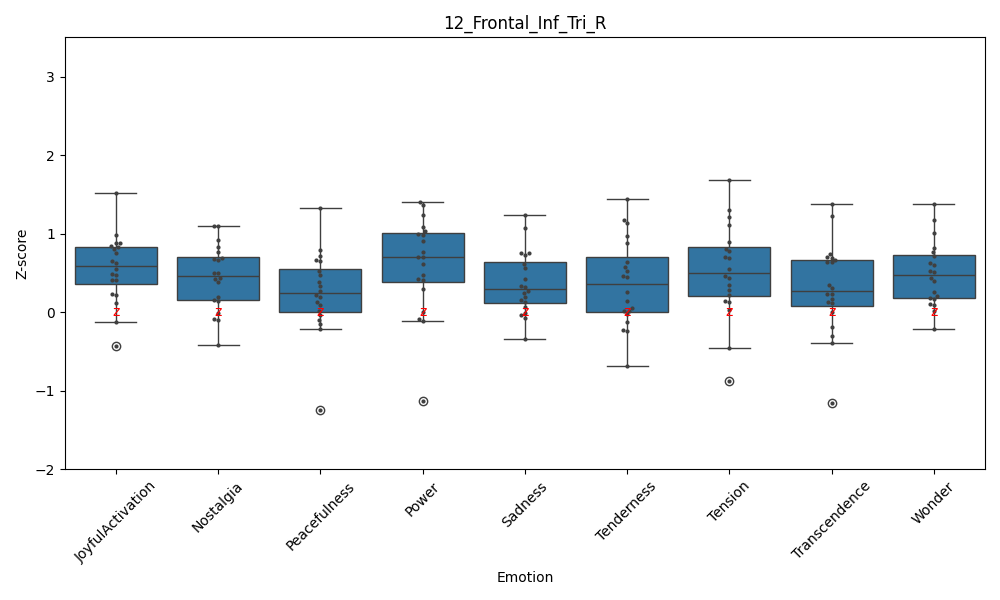 12_Frontal_Inf_Tri_R
Z-score
3
2
1
0
−1
−2
z z z z z z z z z
JoyfulActivation Nostalgia Peacefulness Power Sadness Tenderness Tension Transcendence Wonder
Emotion